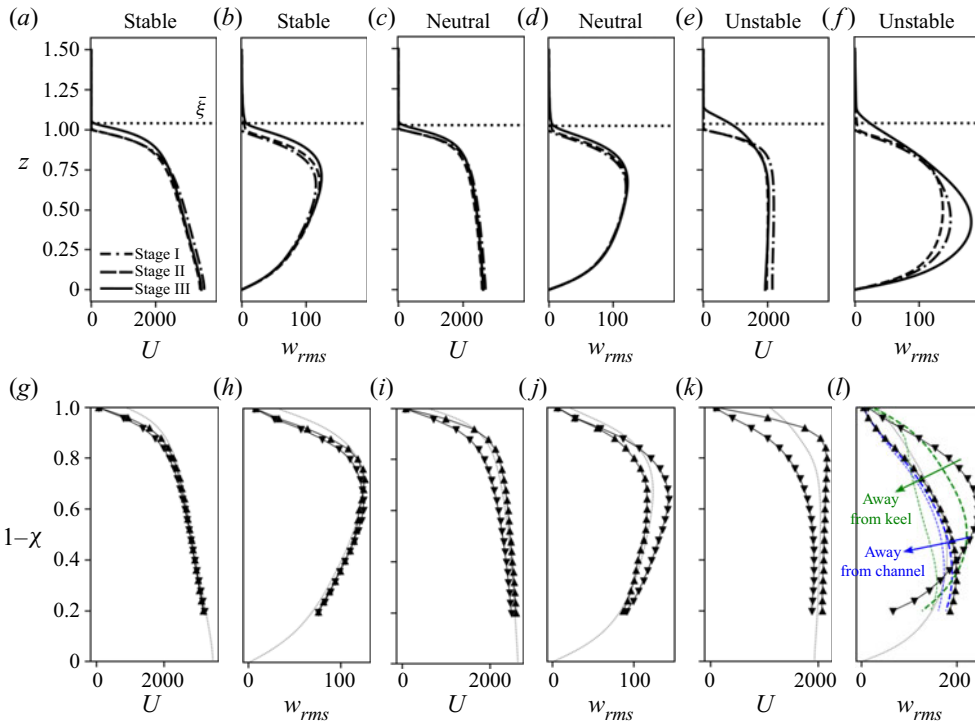 (a) Stable (b) Stable (c) Neutral (d) Neutral (e) Unstable (f) Unstable
1.50
ξ̄
1.00
z
0.75
0.50
0.25
Stage I
Stage II
Stage III
0
0 2000 0 100 0 2000 0 100 0 2000 0 100
U w_rms U w_rms U w_rms
(g) (h) (i) (j) (k) (l)
1.0
0.8
0.6
1–χ
0.4
0.2
0
Away
from keel
Away
from channel
0 2000 0 100 0 2000 0 100 0 2000 0 200
U w_rms U w_rms U w_rms